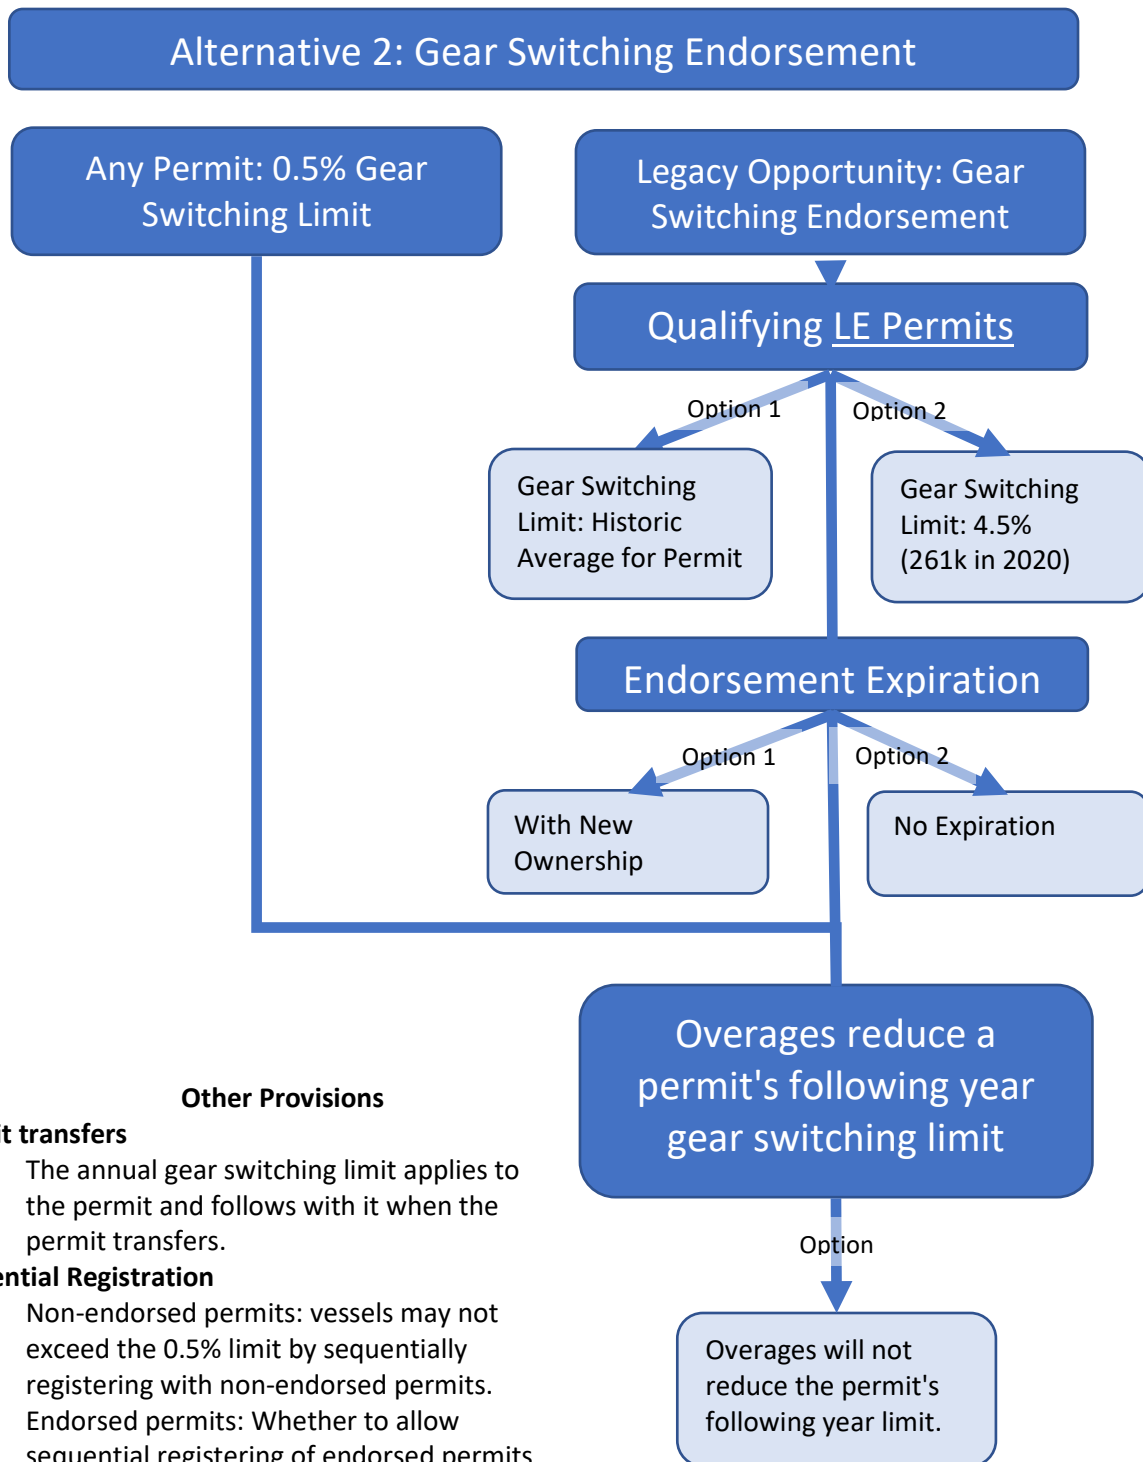 Alternative 2: Gear Switching Endorsement
Any Permit: 0.5% Gear
Switching Limit
Legacy Opportunity: Gear
Switching Endorsement
Qualifying LE Permits
Option 1
Option 2
Gear Switching
Limit: Historic
Average for Permit
Gear Switching
Limit: 4.5%
(261k in 2020)
Endorsement Expiration
Option 1
Option 2
With New
Ownership
No Expiration
Overages reduce a
permit's following year
gear switching limit
Option
Overages will not
reduce the permit's
following year limit.
Other Provisions
transfers
The annual gear switching limit applies to
the permit and follows with it when the
permit transfers.
Registration
Non-endorsed permits: vessels may not
exceed the 0.5% limit by sequentially
registering with non-endorsed permits.
Endorsed permits: Whether to allow
sequential registering of endorsed permits